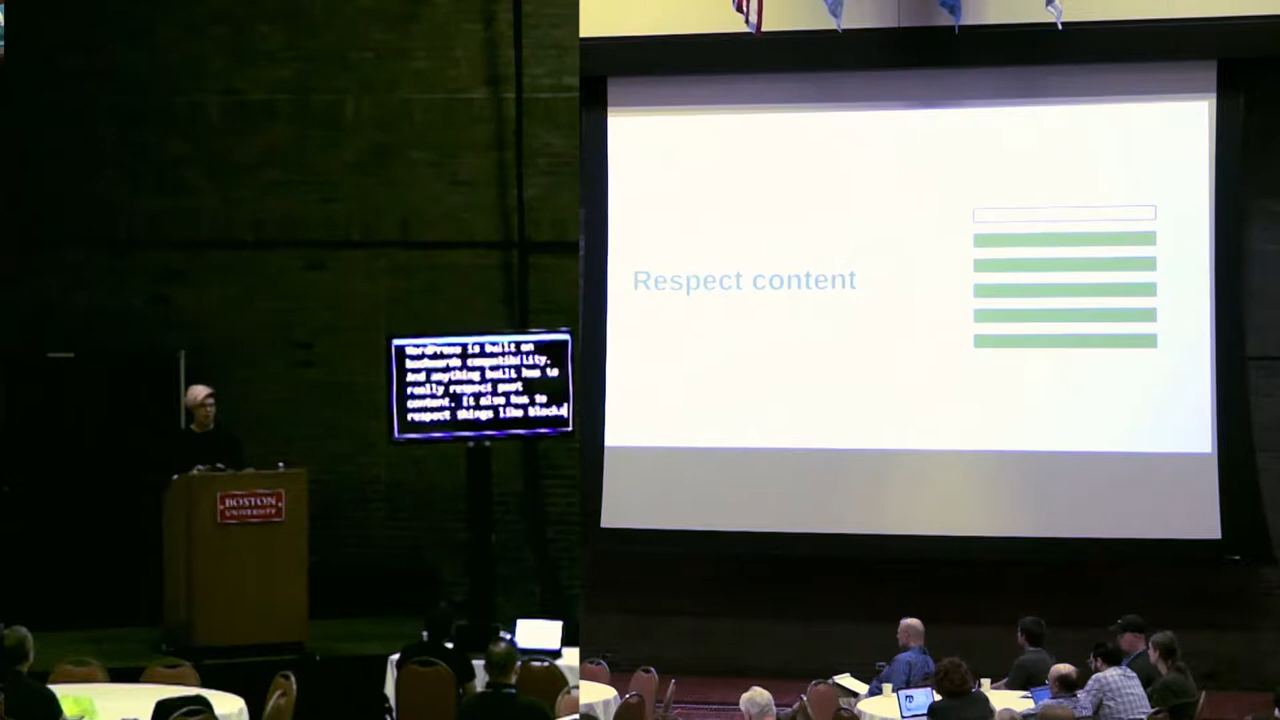 WordPress is built on
backwards compatibility.
And anything built has to
really respect past
content. It also has to
respect things like blocks
BOSTON
UNIVERSITY
Respect content